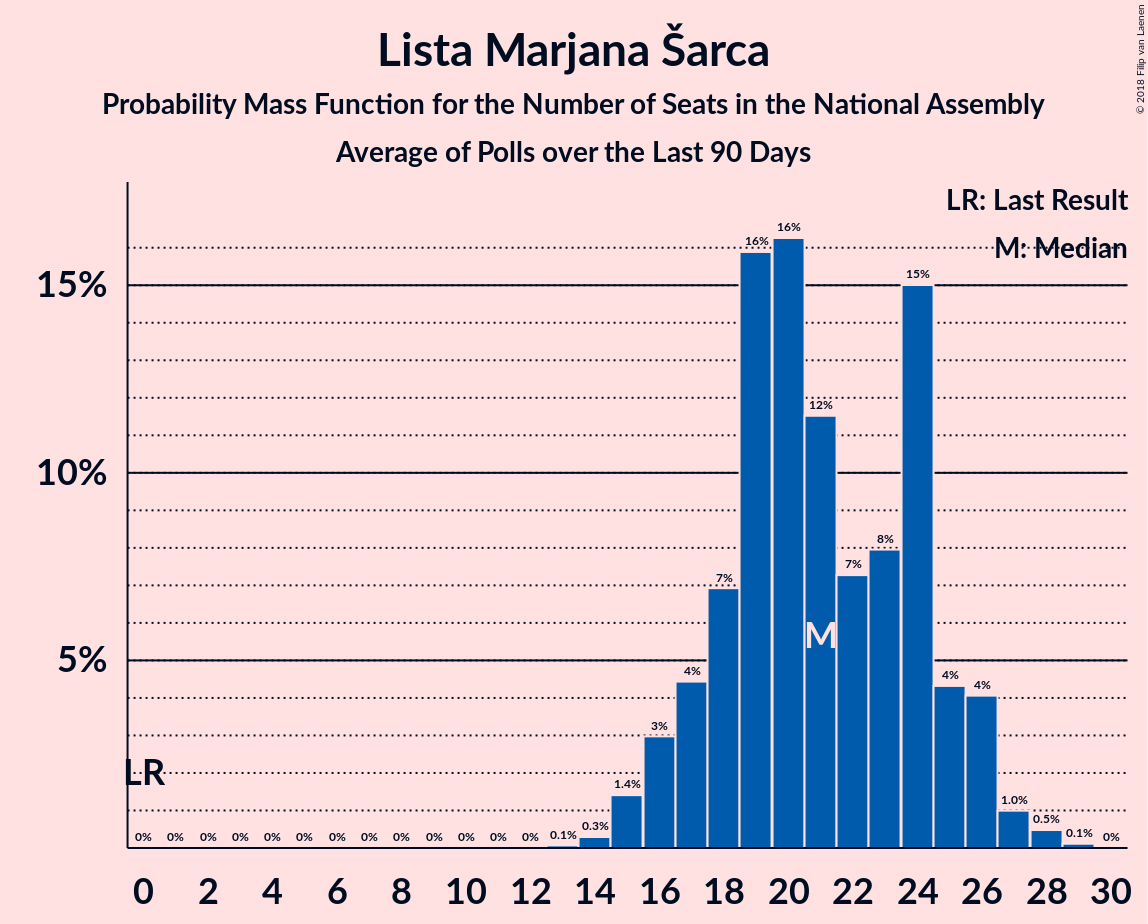 Lista Marjana Šarca
Probability Mass Function for the Number of Seats in the National Assembly
Average of Polls over the Last 90 Days
© 2018 Filip van Laenen
LR: Last Result
M: Median
15%
10%
5%
16%
16%
15%
12%
8%
7%
7%
4%
4%
4%
3%
1.4%
1.0%
0.5%
0.3%
0.1%
0.1%
0% 0% 0% 0% 0% 0% 0% 0% 0% 0% 0% 0% 0% 0%
M
LR
0 2 4 6 8 10 12 14 16 18 20 22 24 26 28 30